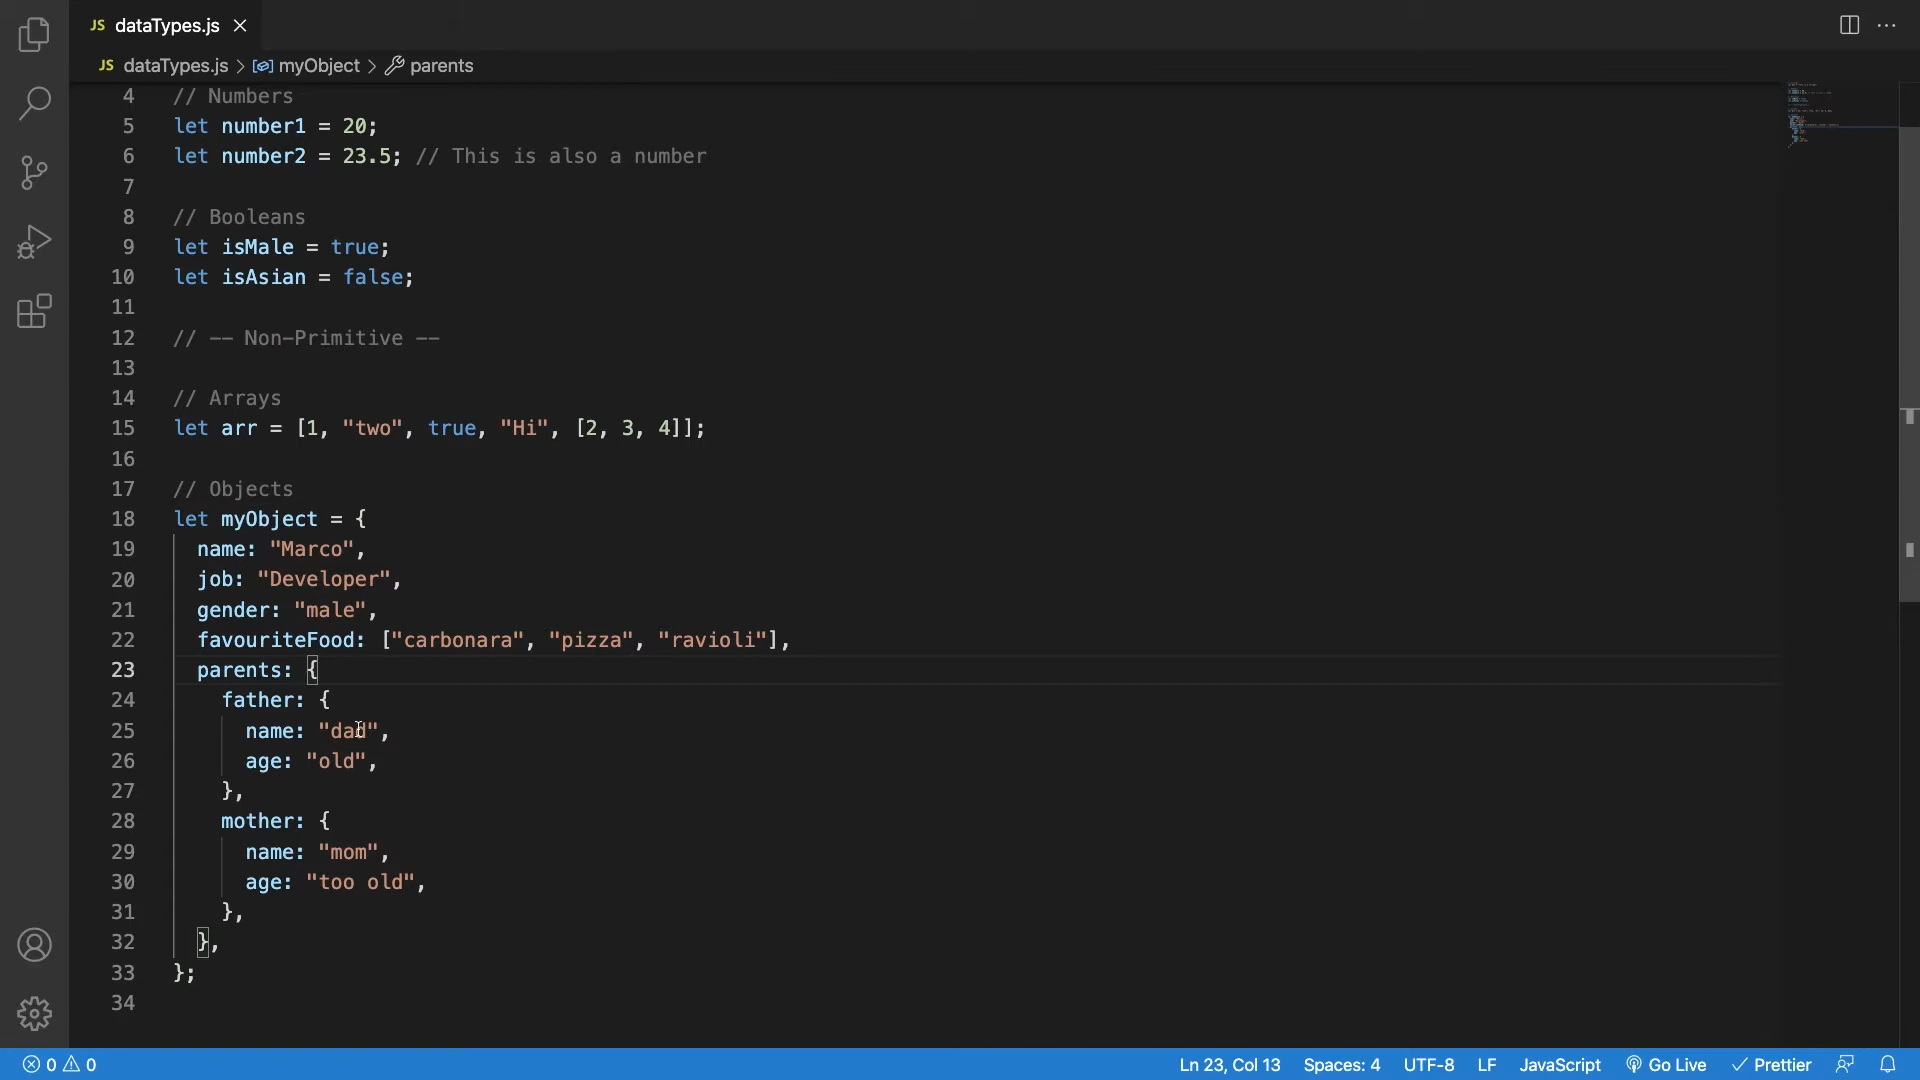 JS dataTypes.js
JS dataTypes.js > myObject > parents
4 // Numbers
5 let number1 = 20;
6 let number2 = 23.5; // This is also a number
7
8 // Booleans
9 let isMale = true;
10 let isAsian = false;
11
12 // –– Non–Primitive ––
13
14 // Arrays
15 let arr = [1, "two", true, "Hi", [2, 3, 4]];
16
17 // Objects
18 let myObject = {
19 name: "Marco",
20 job: "Developer",
21 gender: "male",
22 favouriteFood: ["carbonara", "pizza", "ravioli"],
23 parents: {
24 father: {
25 name: "dad",
26 age: "old",
27 },
28 mother: {
29 name: "mom",
30 age: "too old",
31 },
32 },
33 };
34
0 0 Ln 23, Col 13 Spaces: 4 UTF-8 LF JavaScript Go Live Prettier